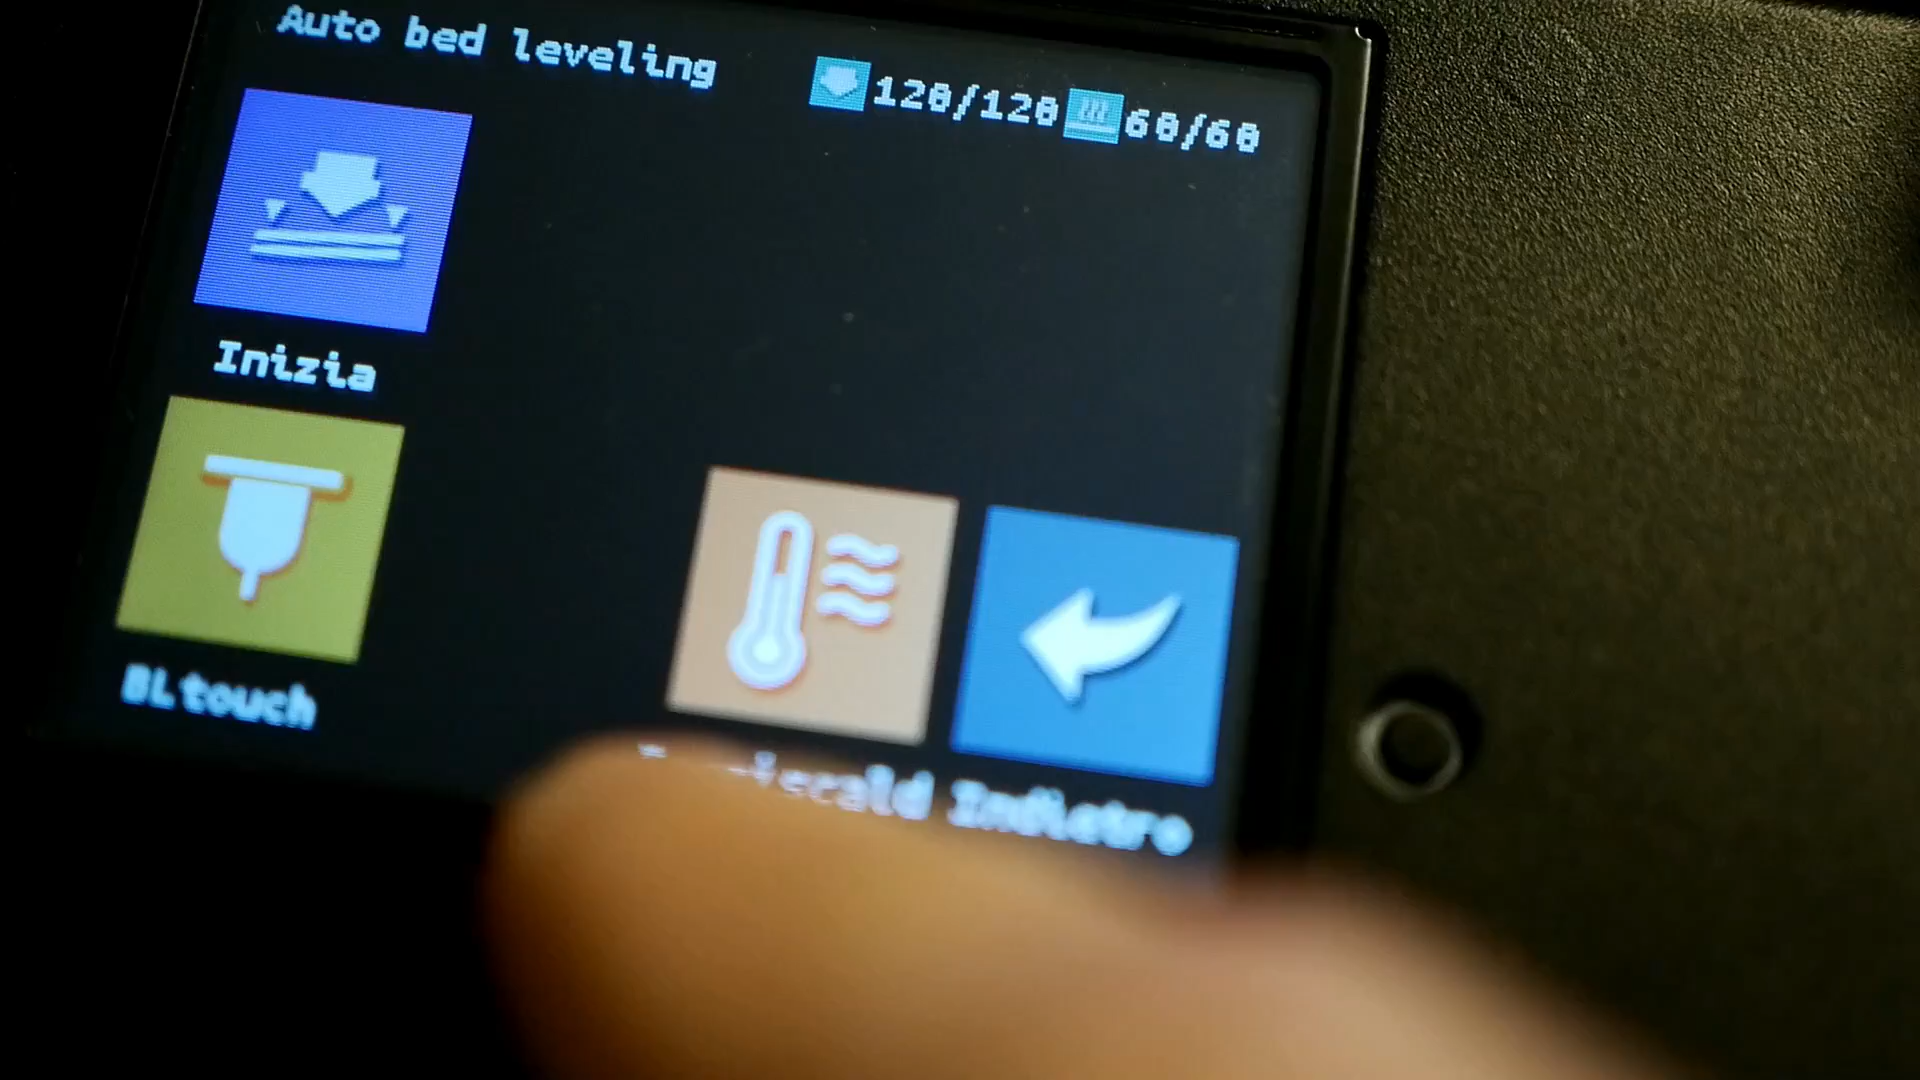 Auto bed leveling
120/120 60/60
Inizia
BLtouch
Indietro